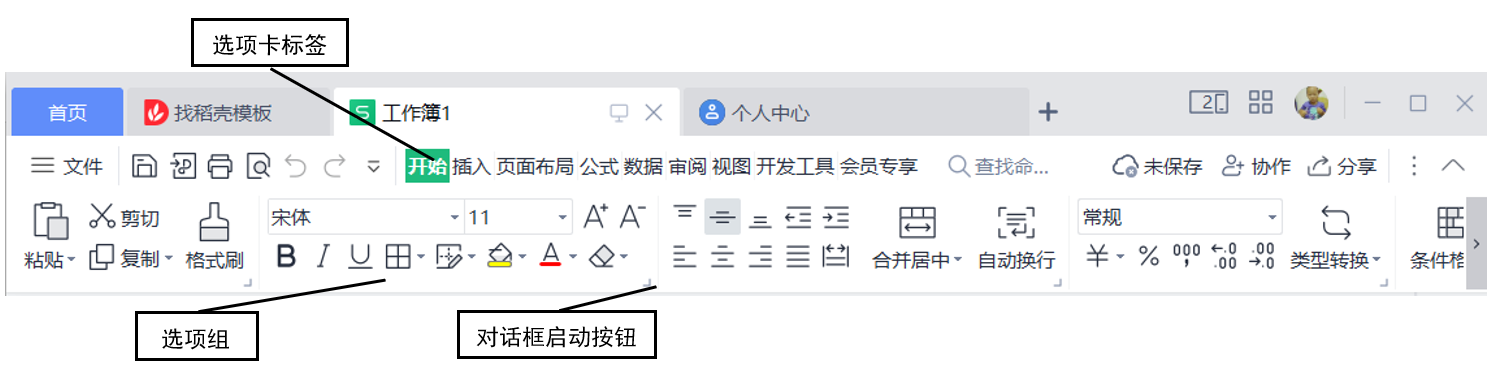 选项卡标签
首页 找稻壳模板 工作簿1 个人中心
文件 开始 插入 页面布局 公式 数据 审阅 视图 开发工具 会员专享 查找命... 未保存 协作 分享
剪切 宋体 11 A+ A- 常规
粘贴 复制 格式刷 B I U A 合并居中 自动换行 ¥ % 000 , .0 .00 .00 .0 类型转换 条件格
选项组 对话框启动按钮